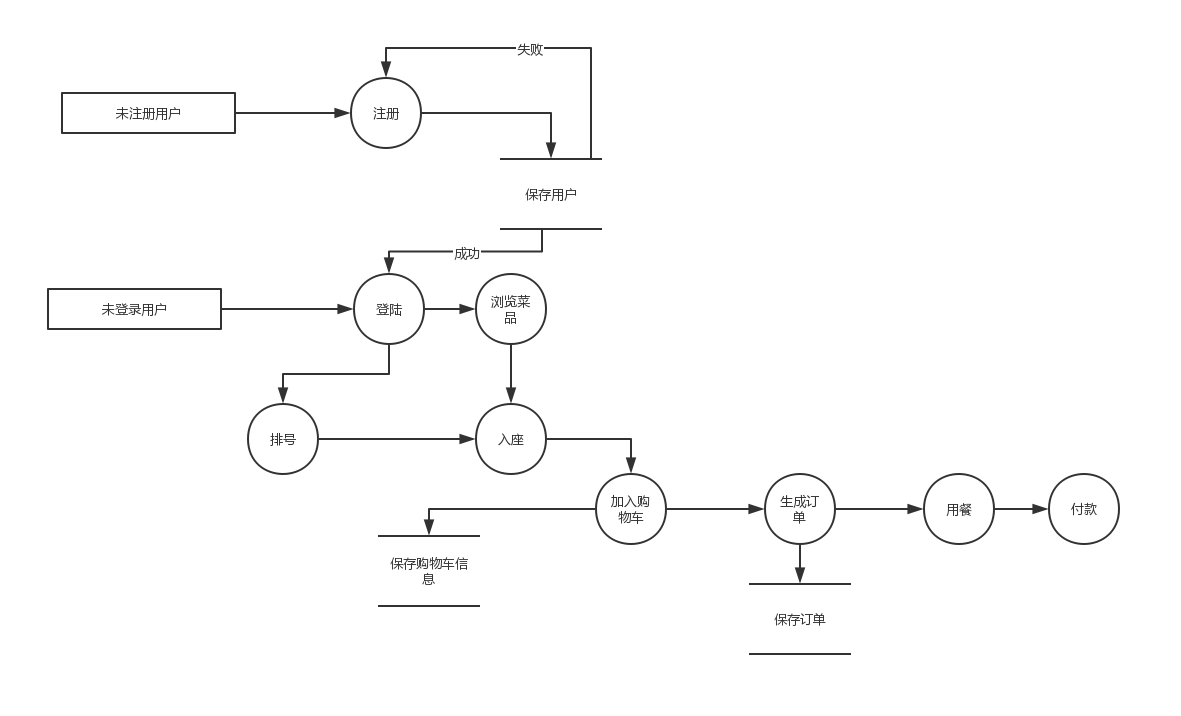 失败
未注册用户
注册
保存用户
成功
未登录用户
登陆
浏览菜
品
排号
入座
加入购
物车
生成订
单
用餐
付款
保存购物车信
息
保存订单